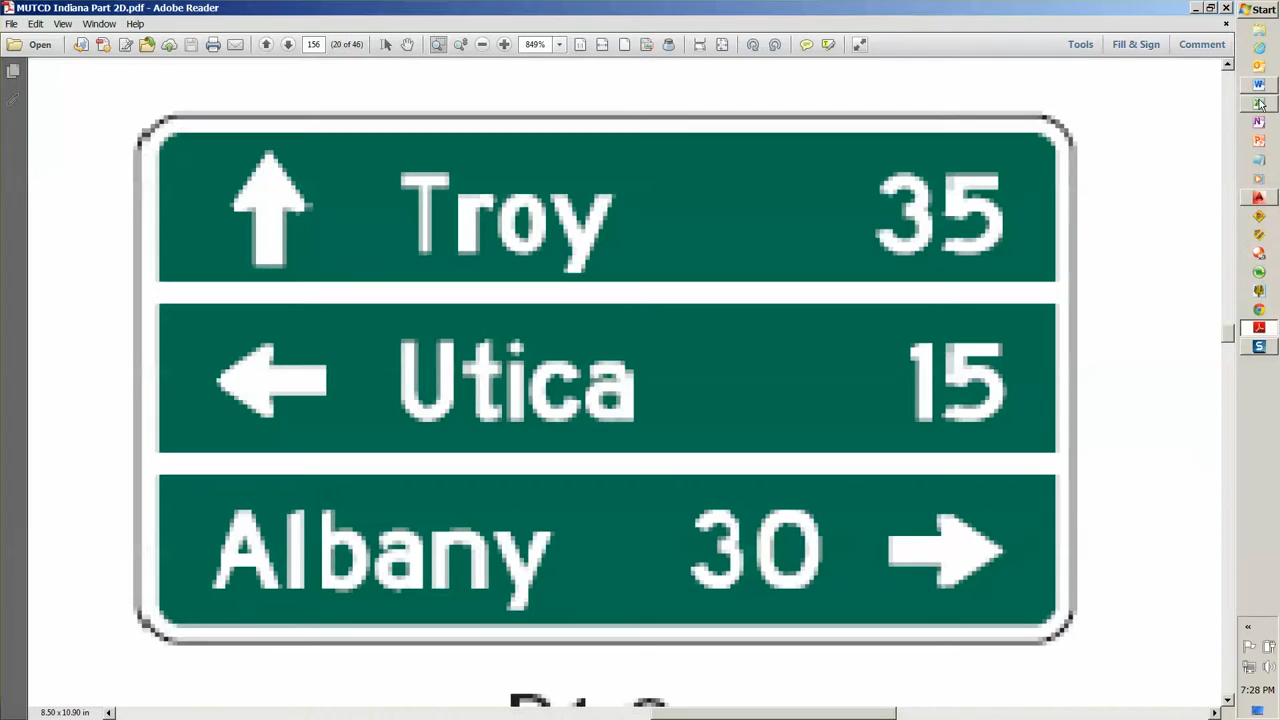 MUTCD Indiana Part 2D.pdf - Adobe Reader
Start
File Edit View Window Help
Open 156 (20 of 46) 849% Tools Fill & Sign Comment
Troy 35
Utica 15
Albany 30
7:28 PM
8.50 x 10.90 in